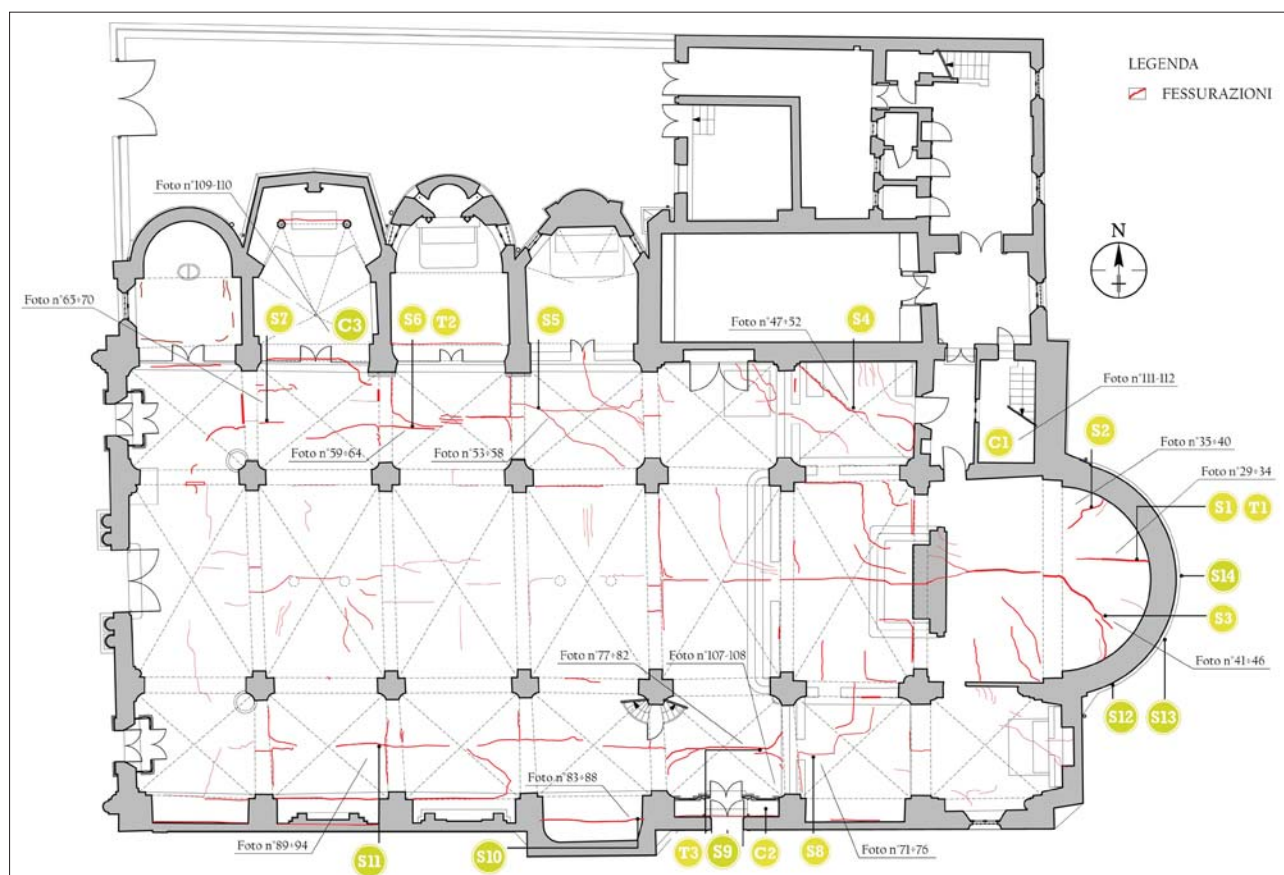 LEGENDA
FESSURAZIONI
N
Foto n°109-110
Foto n°65÷70
S7
C3
S6
T2
S5
Foto n°47÷52
S4
Foto n°111-112
C1
S2
Foto n°59÷64
Foto n°53÷58
Foto n°35÷40
Foto n°29÷34
S1
T1
S14
S3
Foto n°41÷46
S12
S13
Foto n°77÷82
Foto n°107-108
Foto n°83÷88
Foto n°89÷94
S11
S10
T3
S9
C2
S8
Foto n°71÷76